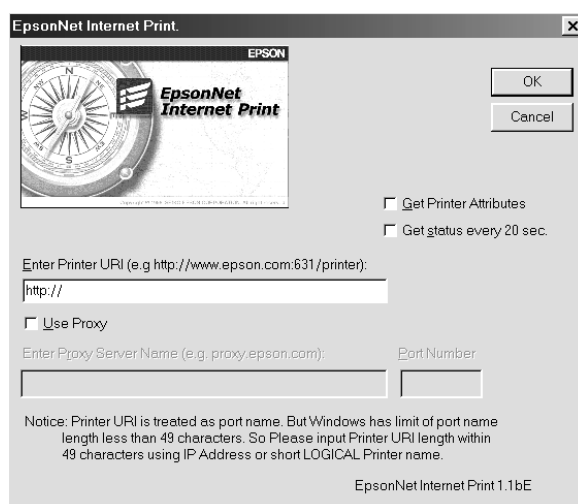 EpsonNet Internet Print.
EPSON
N
S
EpsonNet
Internet Print
OK
Cancel
Get Printer Attributes
Get status every 20 sec.
Enter Printer URI (e.g http://www.epson.com:631/printer):
http://
Use Proxy
Enter Proxy Server Name (e.g. proxy.epson.com):
Port Number
Notice: Printer URI is treated as port name. But Windows has limit of port name
length less than 49 characters. So Please input Printer URI length within
49 characters using IP Address or short LOGICAL Printer name.
EpsonNet Internet Print 1.1bE